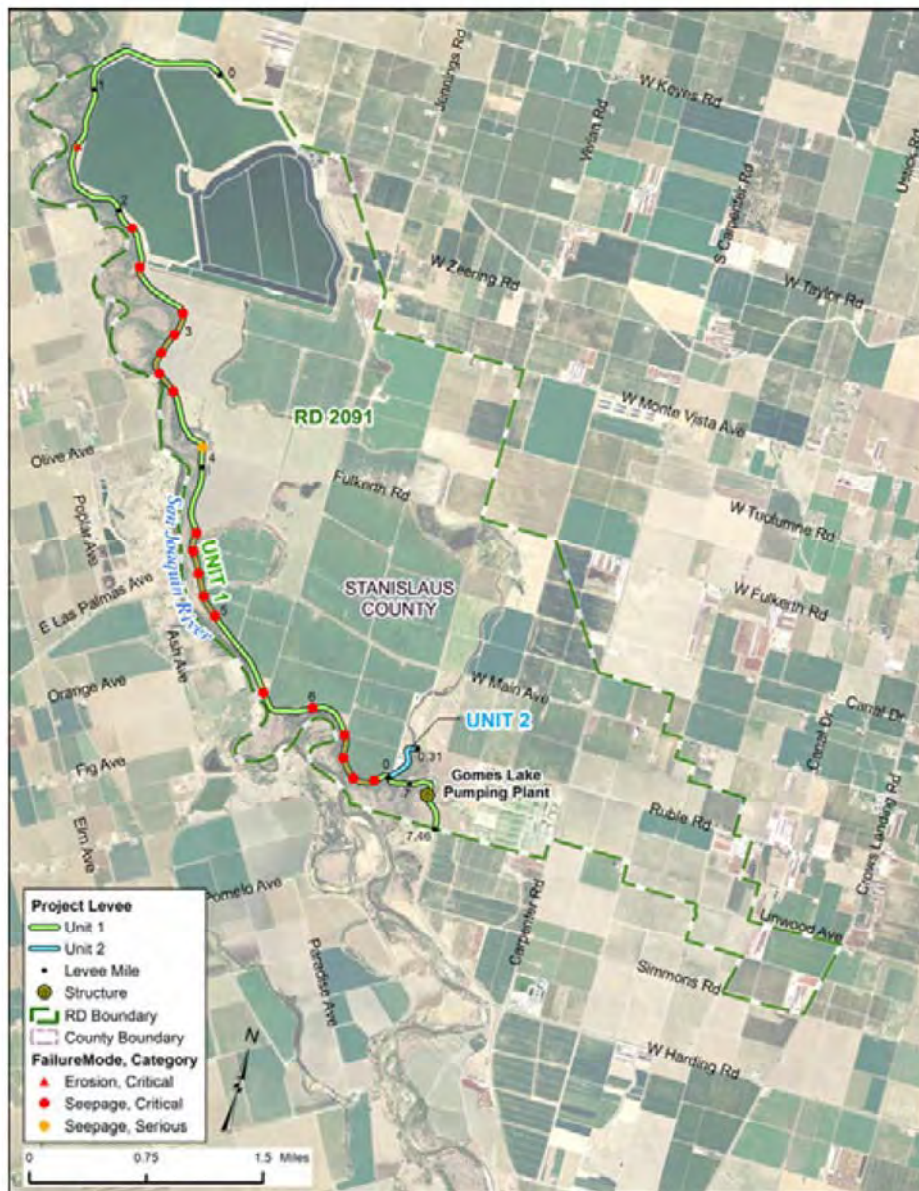 0
W Keyes Rd
Jennings Rd
Vivian Rd
1
Ustick Rd
S Carpenter Rd
2
W Zeering Rd
W Taylor Rd
3
RD 2091
W Monte Vista Ave
Olive Ave
4
Fulkerth Rd
Poplar Ave
San Joaquin River
UNIT 1
W Tuolumne Rd
STANISLAUS
COUNTY
W Fulkerth Rd
E Las Palmas Ave
5
Ash Ave
Orange Ave
W Main Ave
6
UNIT 2
Canal Dr
Canal Dr
Fig Ave
0
0.31
7
Gomes Lake
Pumping Plant
Ruble Rd
Crows Landing Rd
Elm Ave
7.46
Pomelo Ave
Carpenter Rd
Linwood Ave
Paradise Ave
Simmons Rd
W Harding Rd
Project Levee
Unit 1
Unit 2
Levee Mile
Structure
RD Boundary
County Boundary
FailureMode, Category
Erosion, Critical
Seepage, Critical
Seepage, Serious
N
0 0.75 1.5 Miles